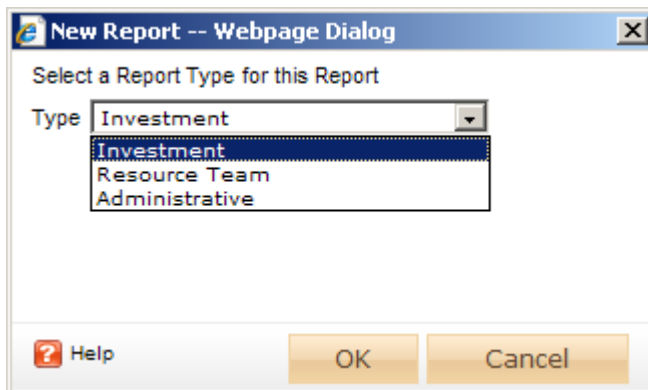 New Report -- Webpage Dialog
Select a Report Type for this Report
Type Investment
Investment
Resource Team
Administrative
Help OK Cancel